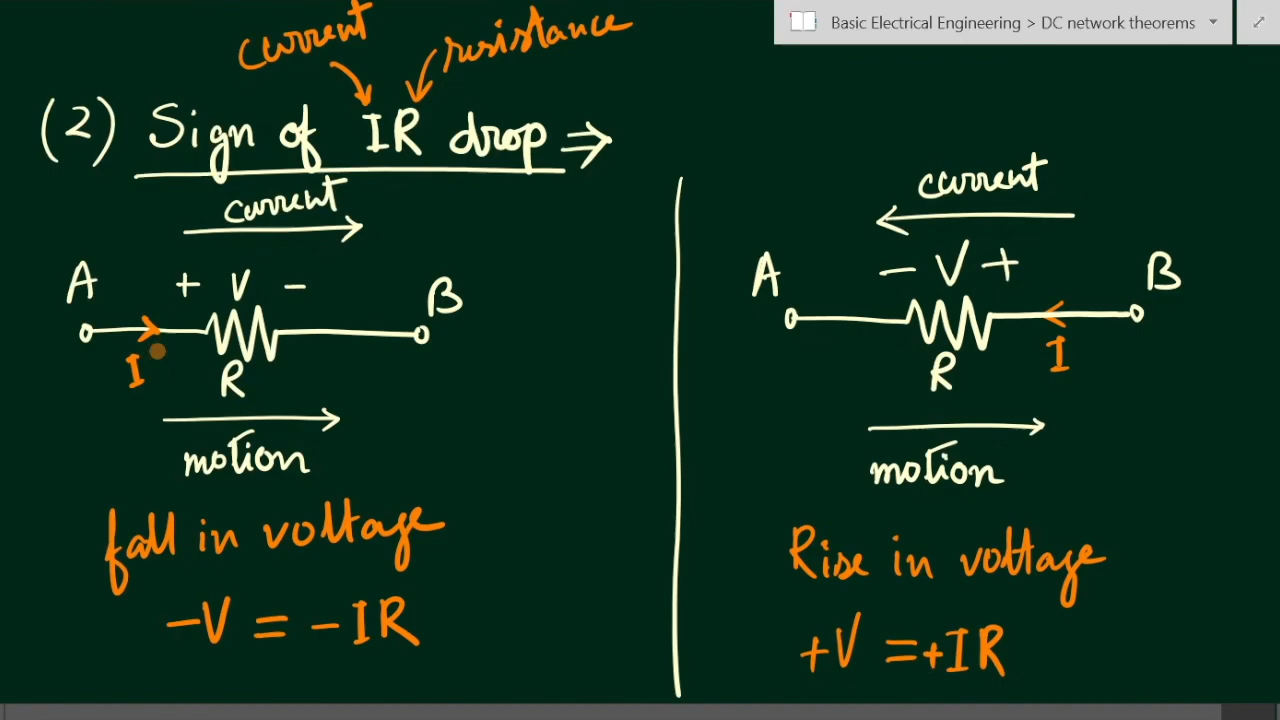 Basic Electrical Engineering > DC network theorems
current resistance
(2) Sign of IR drop ⇒
current
A + V - B
I
R
motion
fall in voltage
-V = -IR
current
A - V + B
I
R
motion
Rise in voltage
+V =+IR